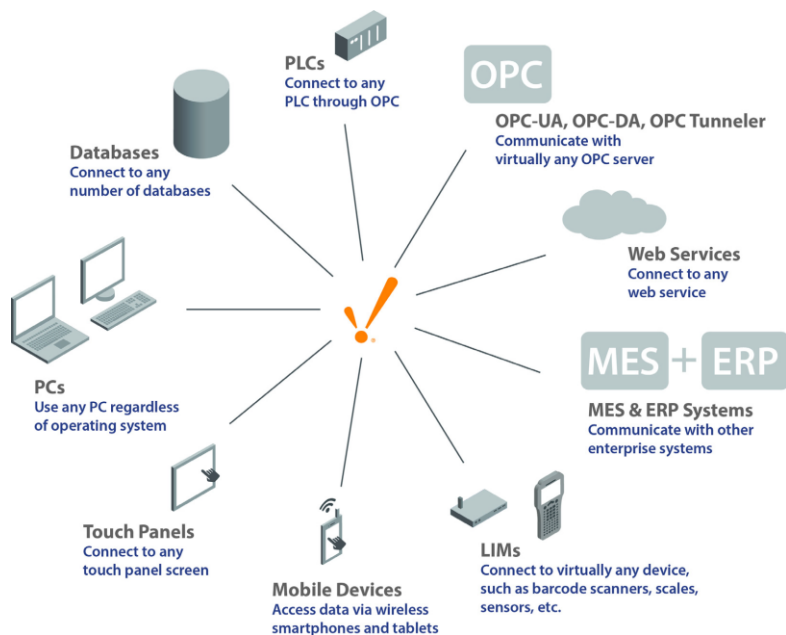 PLCs
Connect to any
PLC through OPC
OPC
OPC-UA, OPC-DA, OPC Tunneler
Communicate with
virtually any OPC server
Databases
Connect to any
number of databases
Web Services
Connect to any
web service
MES + ERP
MES & ERP Systems
Communicate with other
enterprise systems
PCs
Use any PC regardless
of operating system
Touch Panels
Connect to any
touch panel screen
Mobile Devices
Access data via wireless
smartphones and tablets
LIMs
Connect to virtually any device,
such as barcode scanners, scales,
sensors, etc.